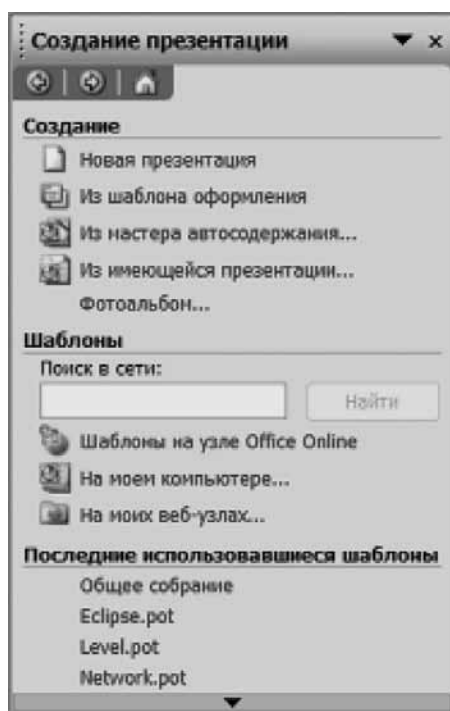 Создание презентации
Создание
Новая презентация
Из шаблона оформления
Из мастера автосодержания...
Из имеющейся презентации...
Фотоальбон...
Шаблоны
Поиск в сети:
Найти
Шаблоны на узле Office Online
На моем компьютере...
На моих веб-узлах...
Последние использовавшиеся шаблоны
Общее собрание
Eclipse.pot
Level.pot
Network.pot